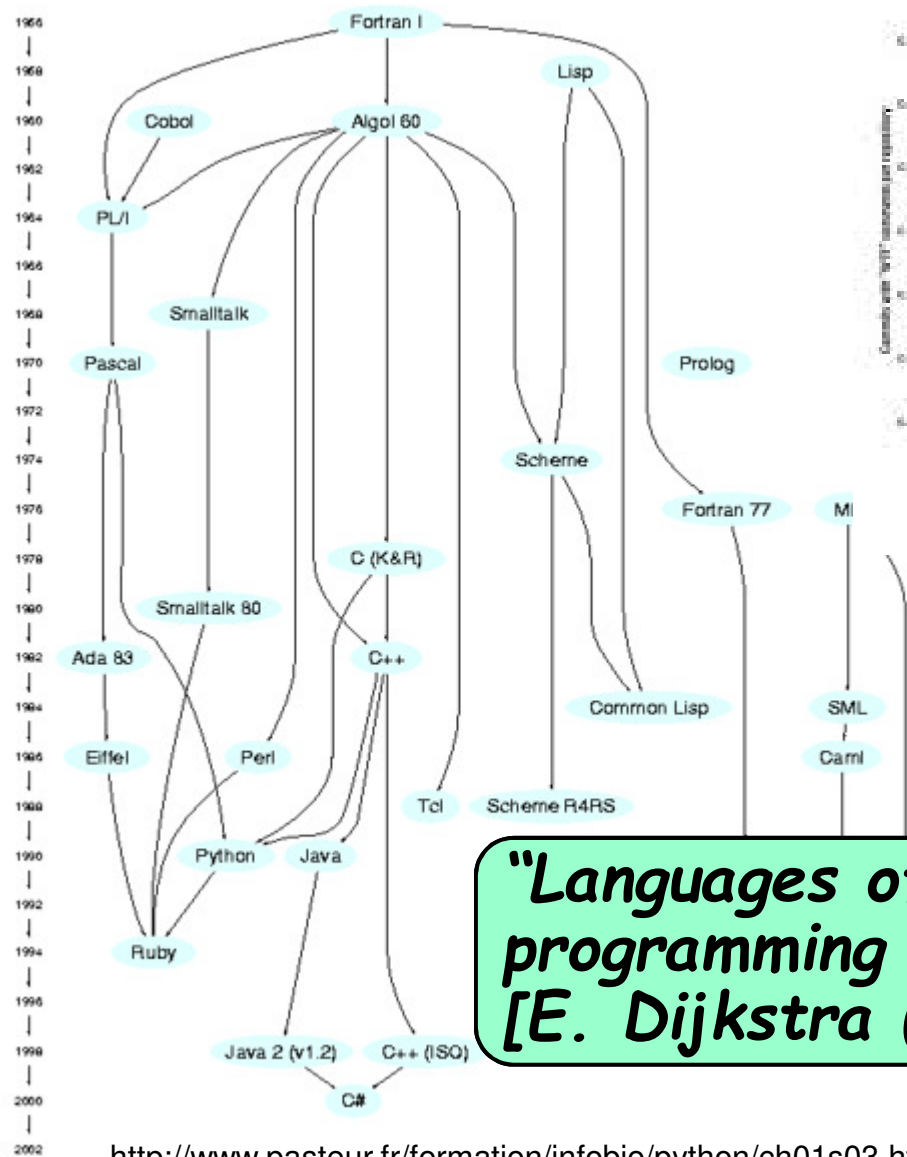 1956 Fortran I
1958 Lisp
1960 Cobol Algol 60
1962
1964 PL/I
1966
1968 Smalltalk
1970 Pascal Prolog
1972
1974 Scheme
1976 Fortran 77
1978 C (K&R)
1980 Smalltalk 80
1982 Ada 83 C++
1984 Common Lisp SML
1986 Eiffel Perl Caml
1988 Tcl Scheme R4RS
1990 Python Java
1992
1994 Ruby
1996
1998 Java 2 (v1.2) C++ (ISO)
2000 C#
2002
"Languages
programming
[E. Dijkstra (